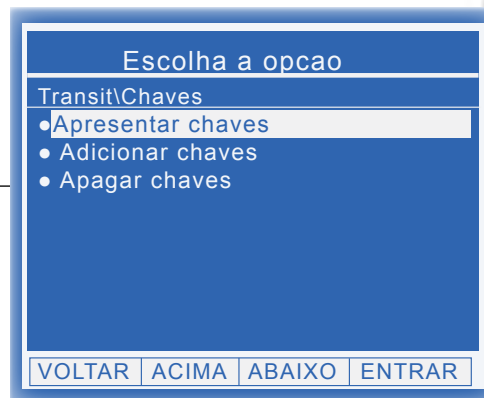 Escolha a opcao
Transit\Chaves
●Apresentar chaves
● Adicionar chaves
● Apagar chaves
VOLTAR ACIMA ABAIXO ENTRAR